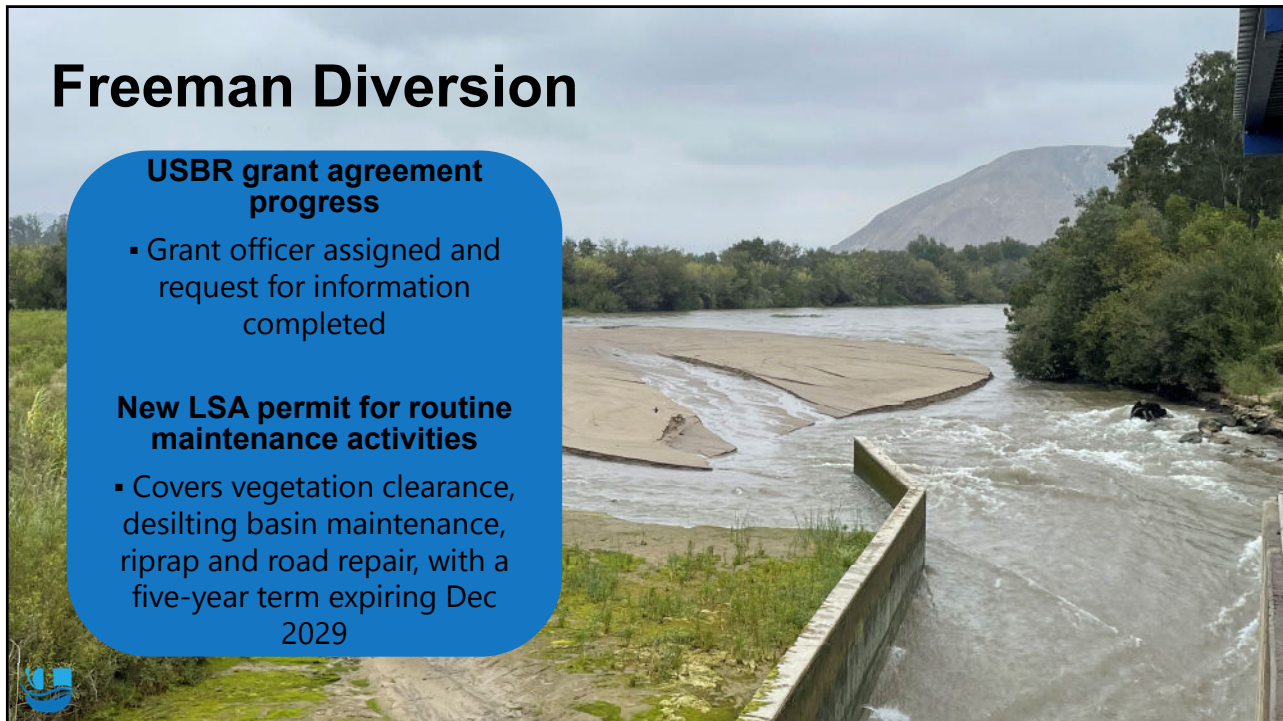 Freeman Diversion
USBR grant agreement
progress
▪ Grant officer assigned and
request for information
completed
New LSA permit for routine
maintenance activities
▪ Covers vegetation clearance,
desilting basin maintenance,
riprap and road repair, with a
five-year term expiring Dec
2029